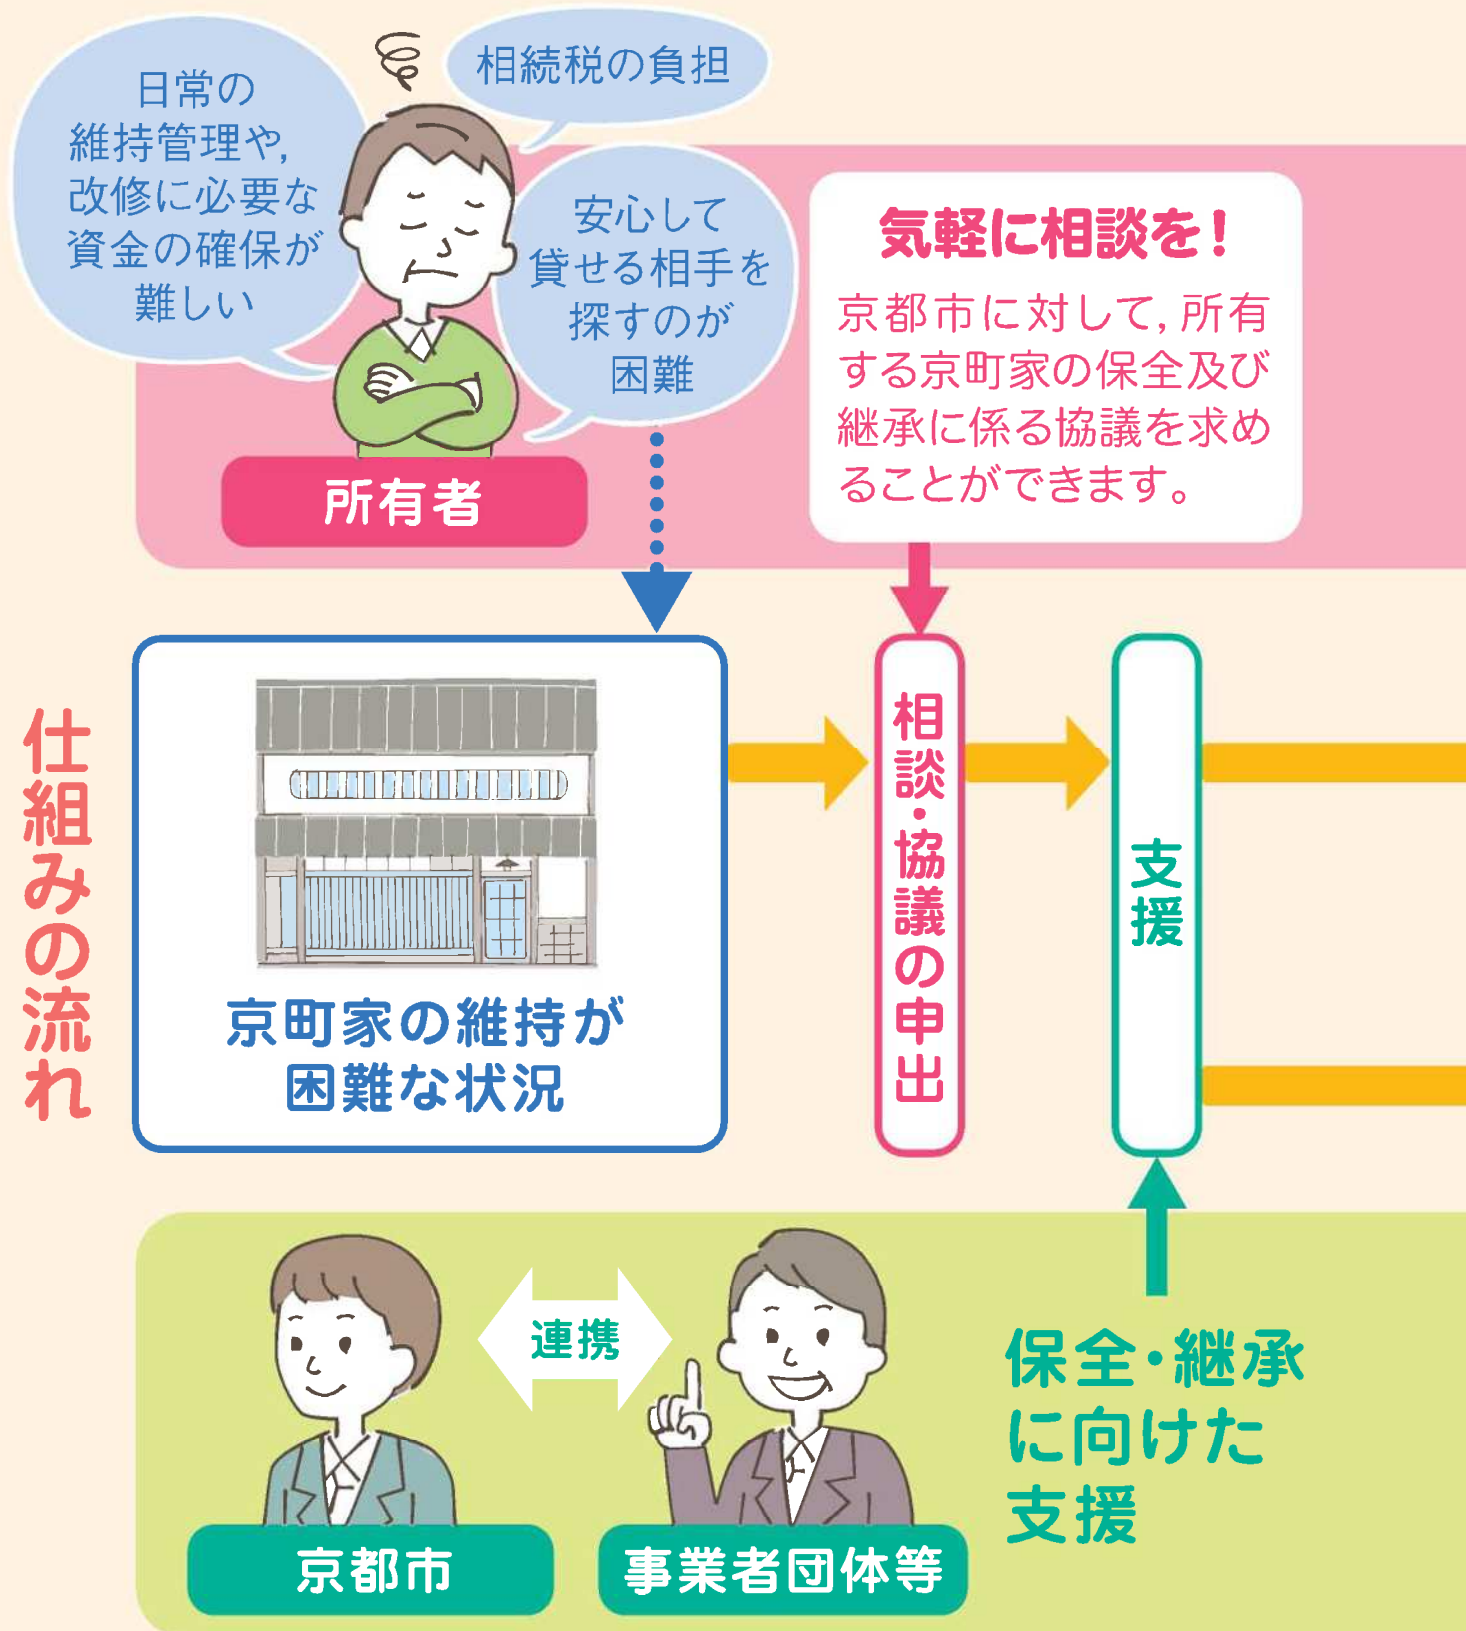 相続税の負担
日常の
維持管理や,
改修に必要な
資金の確保が
難しい
安心して
貸せる相手を
探すのが
困難
所有者
気軽に相談を!
京都市に対して,所有
する京町家の保全及び
継承に係る協議を求め
ることができます。
仕組みの流れ
京町家の維持が
困難な状況
相談・協議の申出
支援
連携
京都市
事業者団体等
保全・継承
に向けた
支援